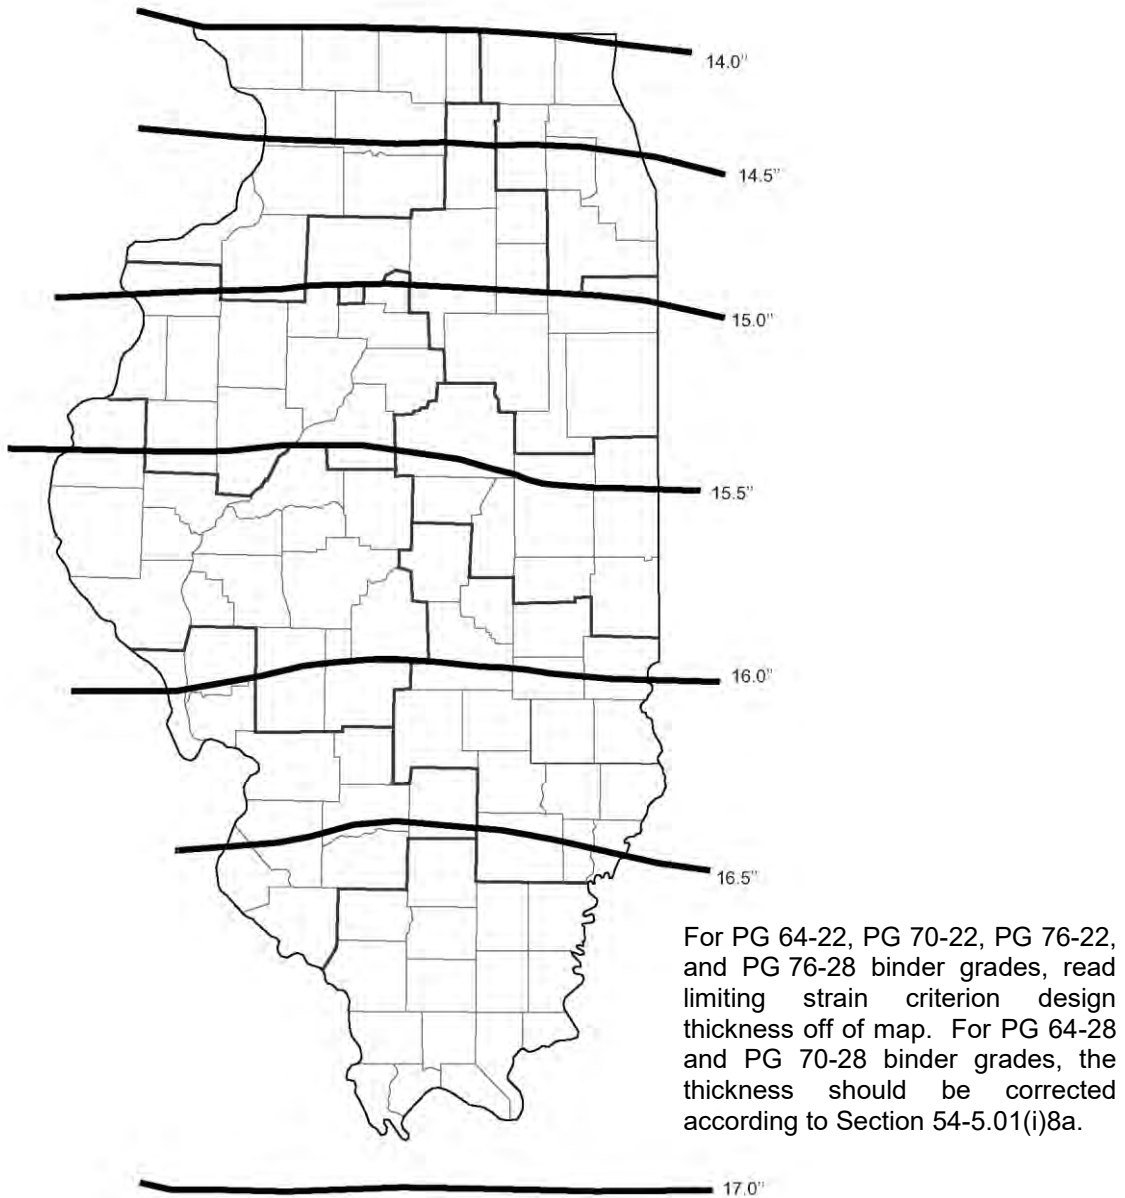 14.0"
14.5"
15.0"
15.5"
16.0"
16.5"
For PG 64-22, PG 70-22, PG 76-22,
and PG 76-28 binder grades, read
limiting strain criterion design
thickness off of map. For PG 64-28
and PG 70-28 binder grades, the
thickness should be corrected
according to Section 54-5.01(i)8a.
17.0"